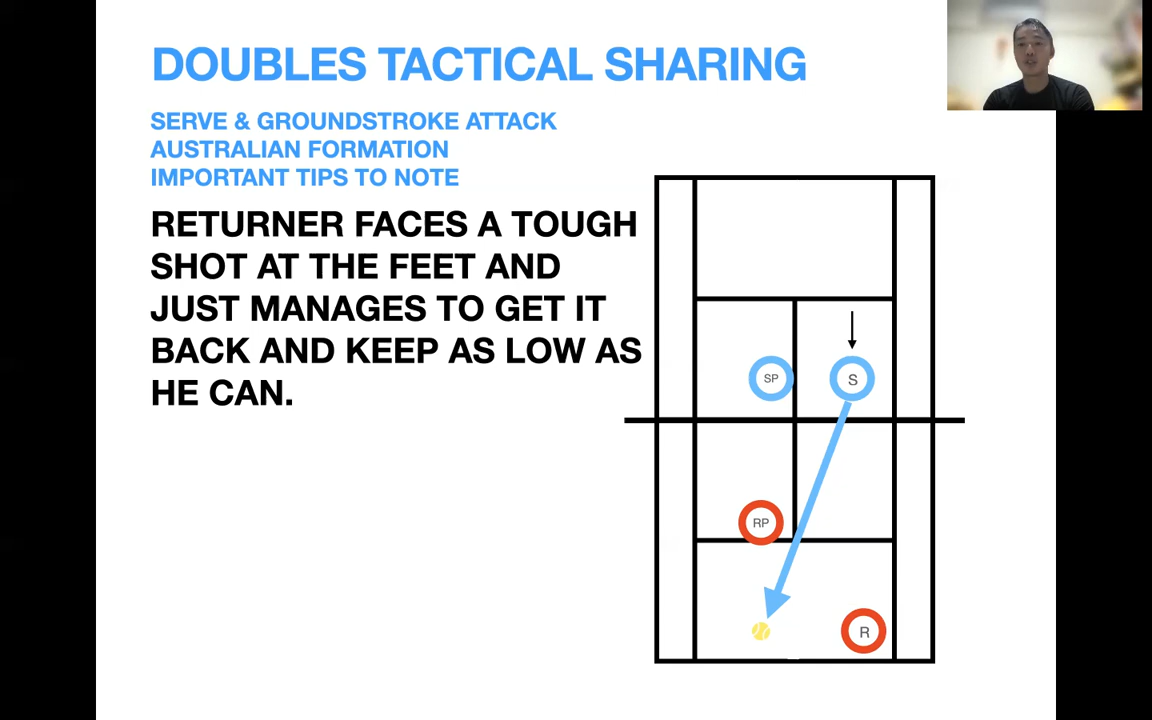 DOUBLES TACTICAL SHARING
SERVE & GROUNDSTROKE ATTACK
AUSTRALIAN FORMATION
IMPORTANT TIPS TO NOTE
RETURNER FACES A TOUGH
SHOT AT THE FEET AND
JUST MANAGES TO GET IT
BACK AND KEEP AS LOW AS
HE CAN.
SP
S
RP
R